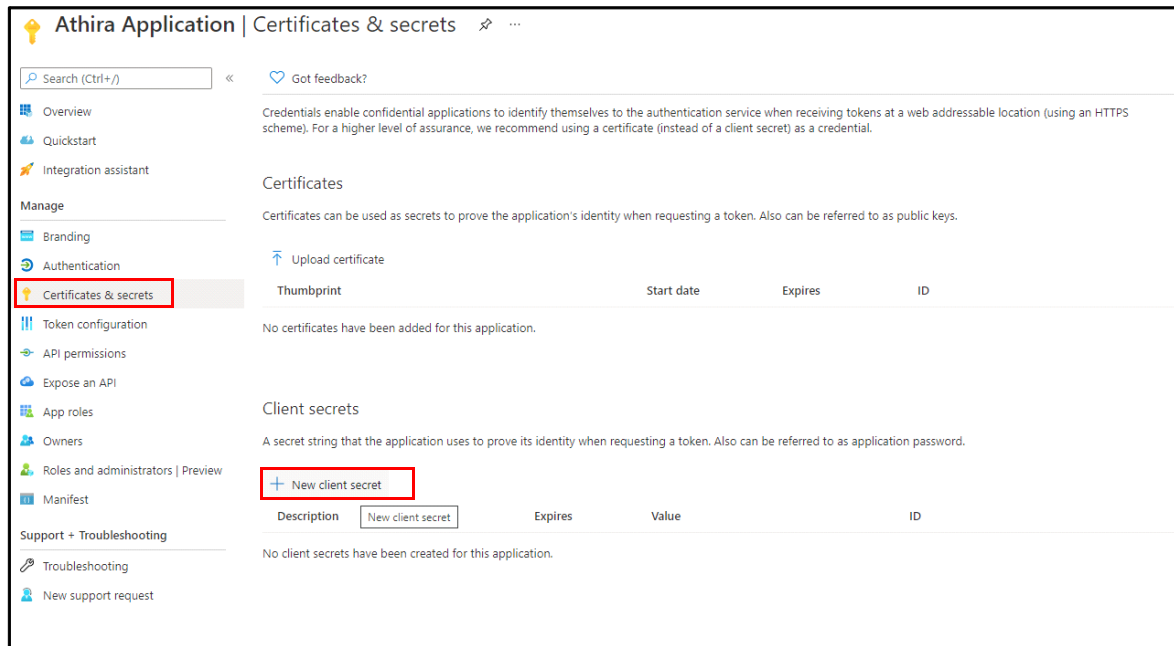 Athira Application | Certificates & secrets ...
Search (Ctrl+/) «
Overview
Quickstart
Integration assistant
Manage
Branding
Authentication
Certificates & secrets
Token configuration
API permissions
Expose an API
App roles
Owners
Roles and administrators | Preview
Manifest
Support + Troubleshooting
Troubleshooting
New support request
Got feedback?
Credentials enable confidential applications to identify themselves to the authentication service when receiving tokens at a web addressable location (using an HTTPS
scheme). For a higher level of assurance, we recommend using a certificate (instead of a client secret) as a credential.
Certificates
Certificates can be used as secrets to prove the application's identity when requesting a token. Also can be referred to as public keys.
Upload certificate
Thumbprint Start date Expires ID
No certificates have been added for this application.
Client secrets
A secret string that the application uses to prove its identity when requesting a token. Also can be referred to as application password.
New client secret
Description New client secret Expires Value ID
No client secrets have been created for this application.